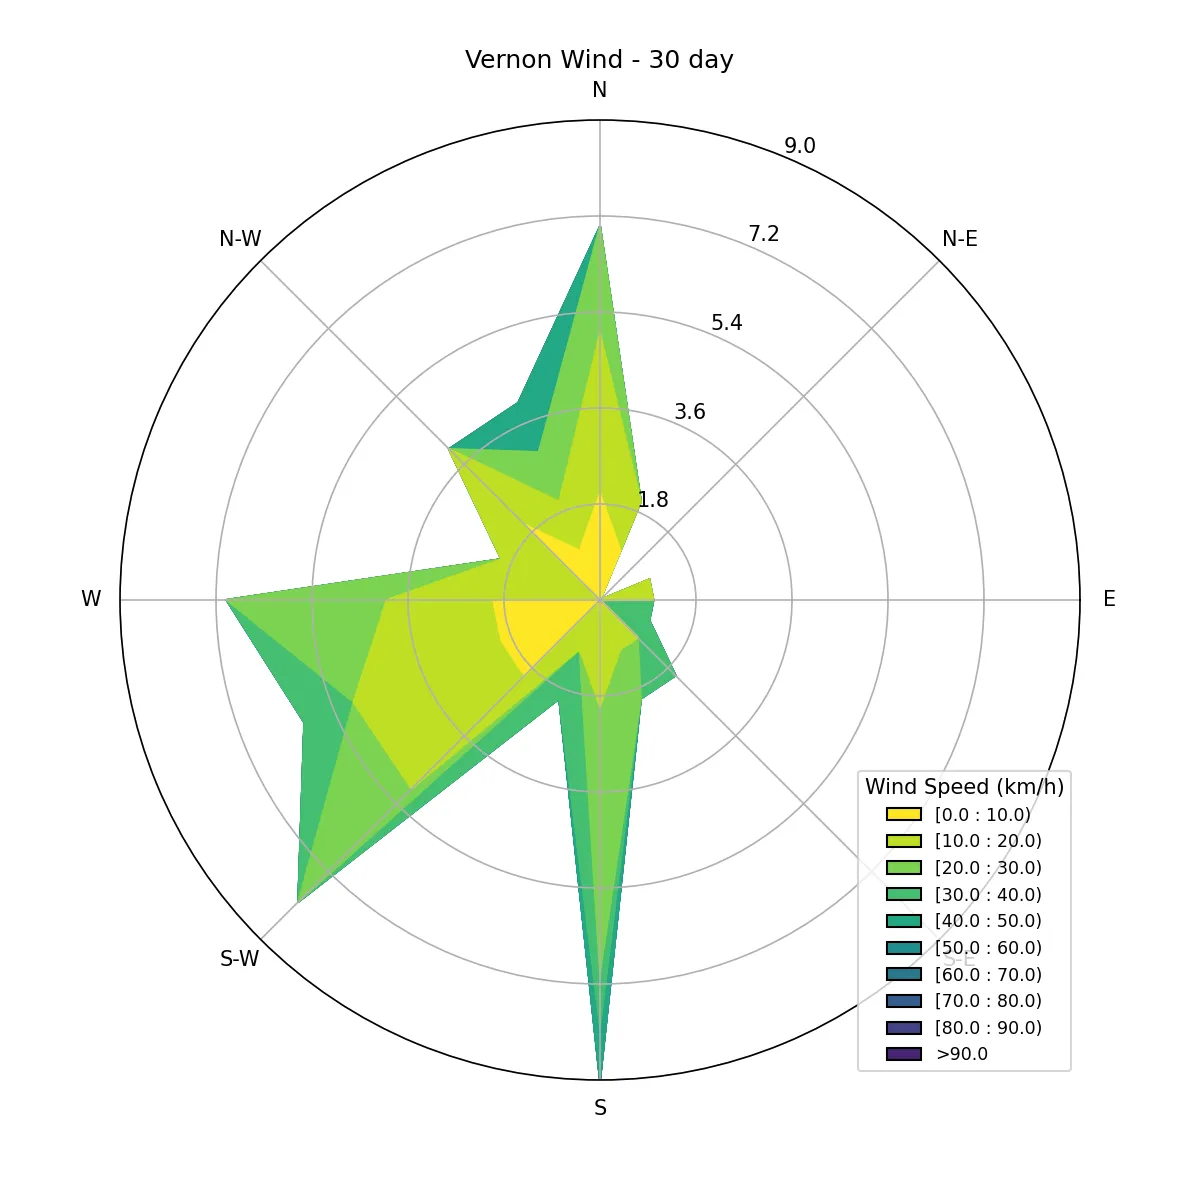 Vernon Wind - 30 day
N
9.0
N-W
N-E
7.2
5.4
3.6
1.8
W
E
Wind Speed (km/h)
[0.0 : 10.0)
[10.0 : 20.0)
[20.0 : 30.0)
[30.0 : 40.0)
[40.0 : 50.0)
[50.0 : 60.0)
[60.0 : 70.0)
[70.0 : 80.0)
[80.0 : 90.0)
>90.0
S-W
S-E
S